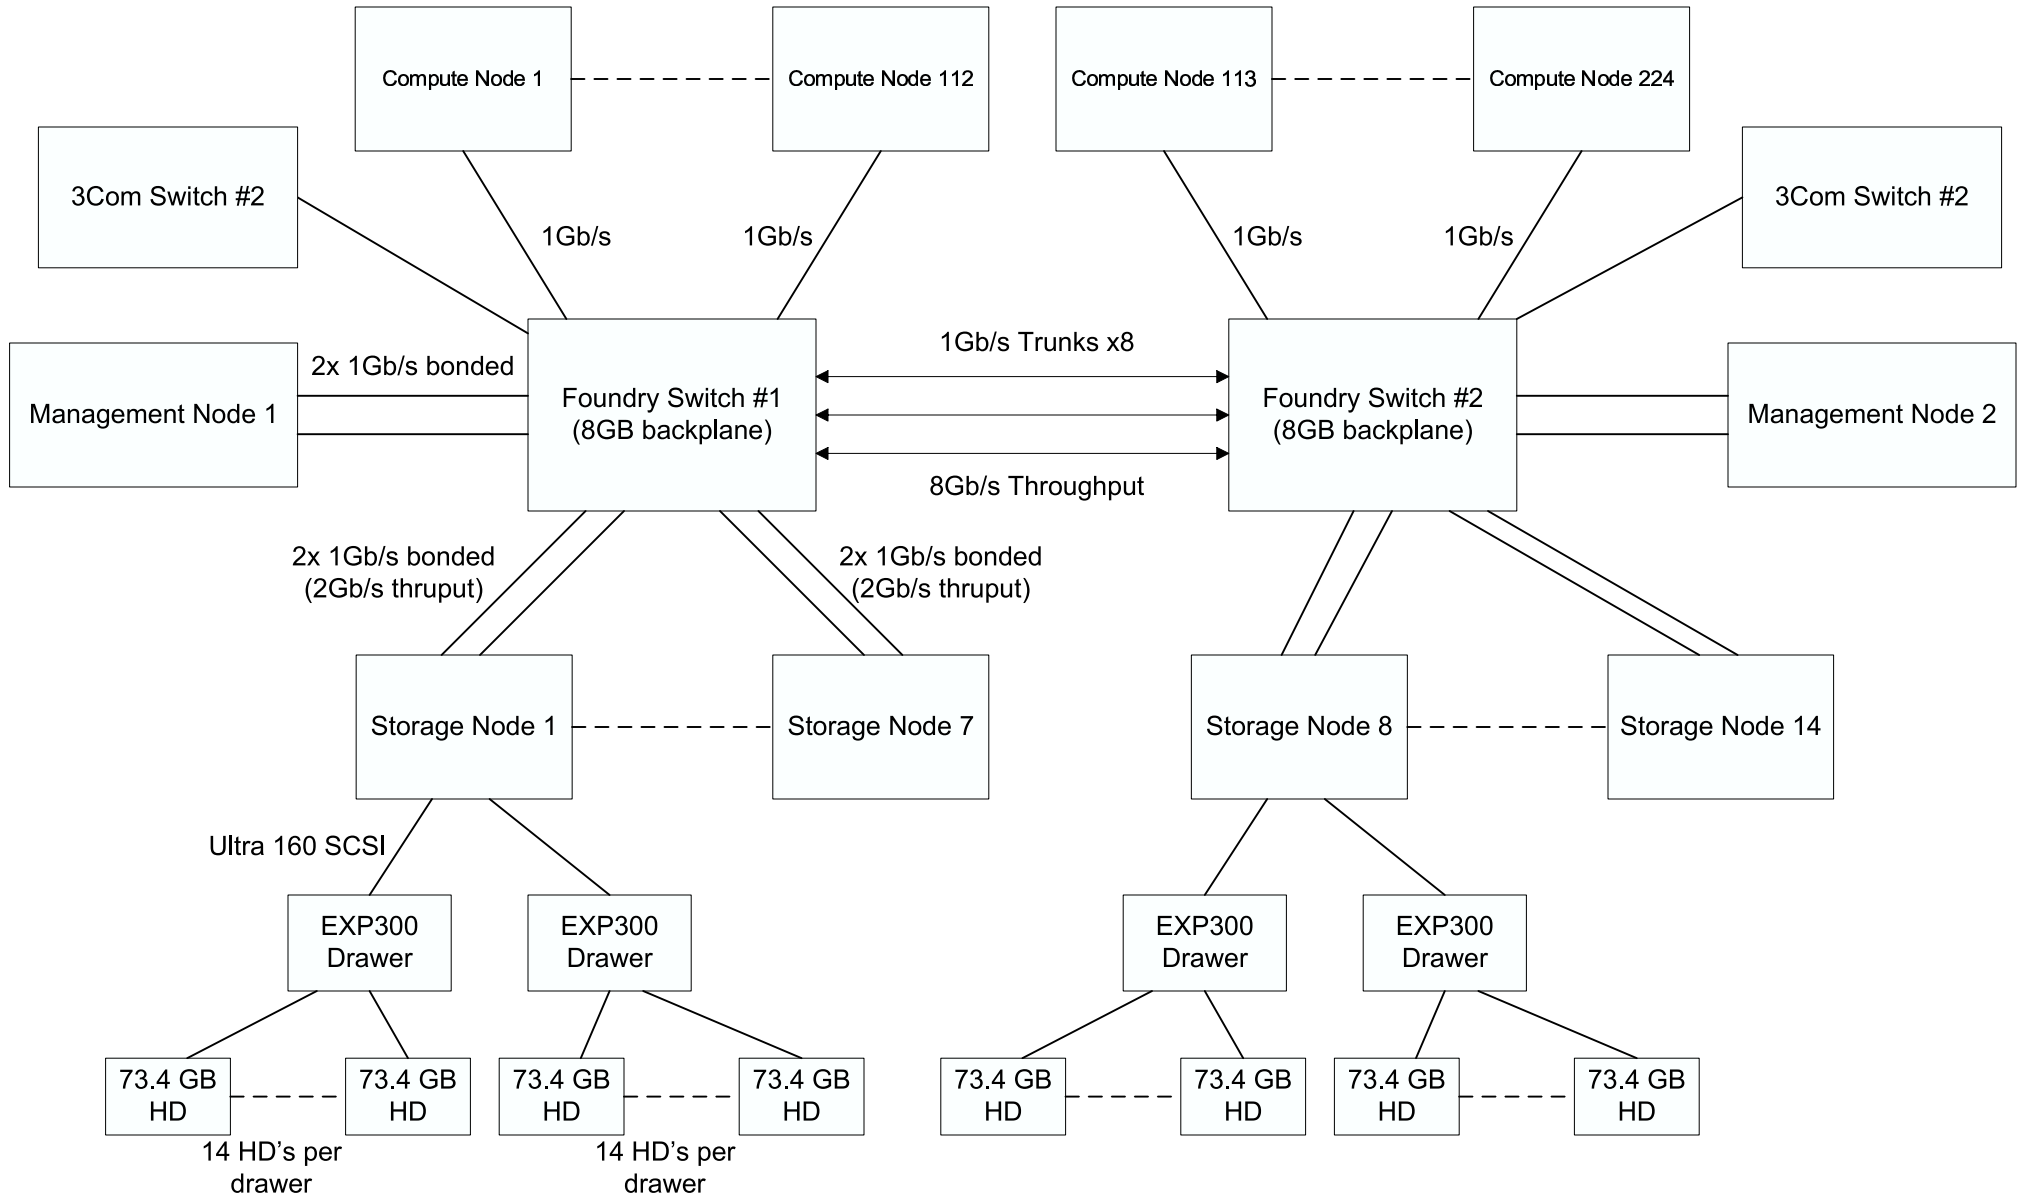 Compute Node 1
Compute Node 112
Compute Node 113
Compute Node 224
3Com Switch #2
3Com Switch #2
1Gb/s
1Gb/s
1Gb/s
1Gb/s
1Gb/s Trunks x8
2x 1Gb/s bonded
Management Node 1
Foundry Switch #1
(8GB backplane)
Foundry Switch #2
(8GB backplane)
Management Node 2
8Gb/s Throughput
2x 1Gb/s bonded
(2Gb/s thruput)
2x 1Gb/s bonded
(2Gb/s thruput)
Storage Node 1
Storage Node 7
Storage Node 8
Storage Node 14
Ultra 160 SCSI
EXP300
Drawer
EXP300
Drawer
EXP300
Drawer
EXP300
Drawer
73.4 GB
HD
73.4 GB
HD
73.4 GB
HD
73.4 GB
HD
73.4 GB
HD
73.4 GB
HD
73.4 GB
HD
73.4 GB
HD
14 HD's per
drawer
14 HD's per
drawer